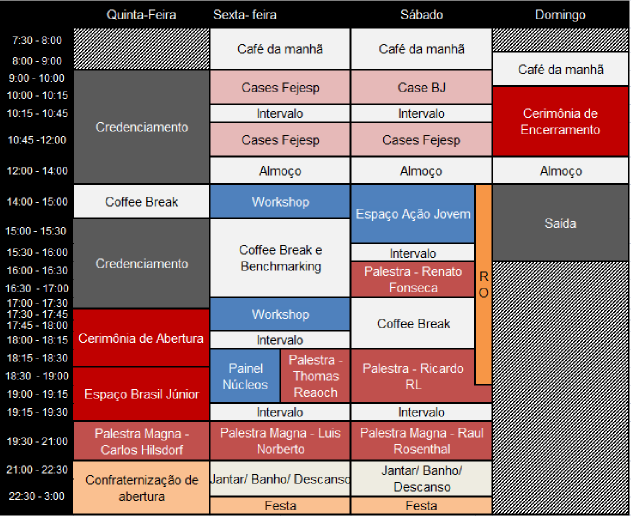 Quinta-Feira Sexta- feira Sábado Domingo
7:30 - 8:00
8:00 - 9:00
9:00 - 10:00
10:00 - 10:15
10:15 - 10:45
10:45 -12:00
12:00 - 14:00
14:00 - 15:00
15:00 - 15:30
15:30 - 16:00
16:00 - 16:30
16:30 - 17:00
17:00 - 17:30
17:30 - 17:45
17:45 - 18:00
18:00 - 18:15
18:15 - 18:30
18:30 - 19:00
19:00 - 19:15
19:15 - 19:30
19:30 - 21:00
21:00 - 22:30
22:30 - 3:00
Credenciamento
Coffee Break
Credenciamento
Cerimônia de Abertura
Espaço Brasil Júnior
Palestra Magna -
Carlos Hilsdorf
Confraternização de
abertura
Café da manhã
Cases Fejesp
Intervalo
Cases Fejesp
Almoço
Workshop
Coffee Break e
Benchmarking
Workshop
Intervalo
Painel
Núcleos
Palestra -
Thomas
Reaoch
Intervalo
Palestra Magna - Luis
Norberto
Jantar/ Banho/ Descanso
Festa
Café da manhã
Case BJ
Intervalo
Cases Fejesp
Almoço
Espaço Ação Jovem
Intervalo
Palestra - Renato
Fonseca
Coffee Break
Palestra - Ricardo
RL
Intervalo
Palestra Magna - Raul
Rosenthal
Jantar/ Banho/
Descanso
Festa
R
O
Café da manhã
Cerimônia de
Encerramento
Almoço
Saída